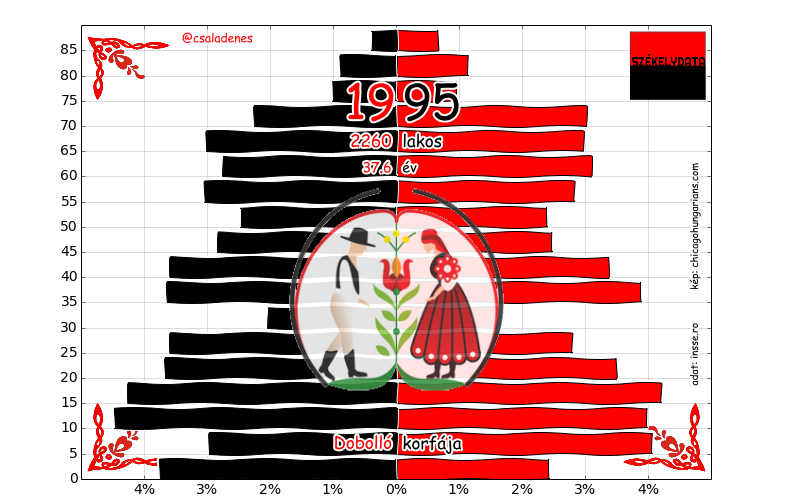 @csaladenes
SZÉKELYDATA
1995
2260 lakos
37.6 év
kép: chicagohungarians.com
adat: insse.ro
Dobolló korfája
85
80
75
70
65
60
55
50
45
40
35
30
25
20
15
10
5
0
4% 3% 2% 1% 0% 1% 2% 3% 4%